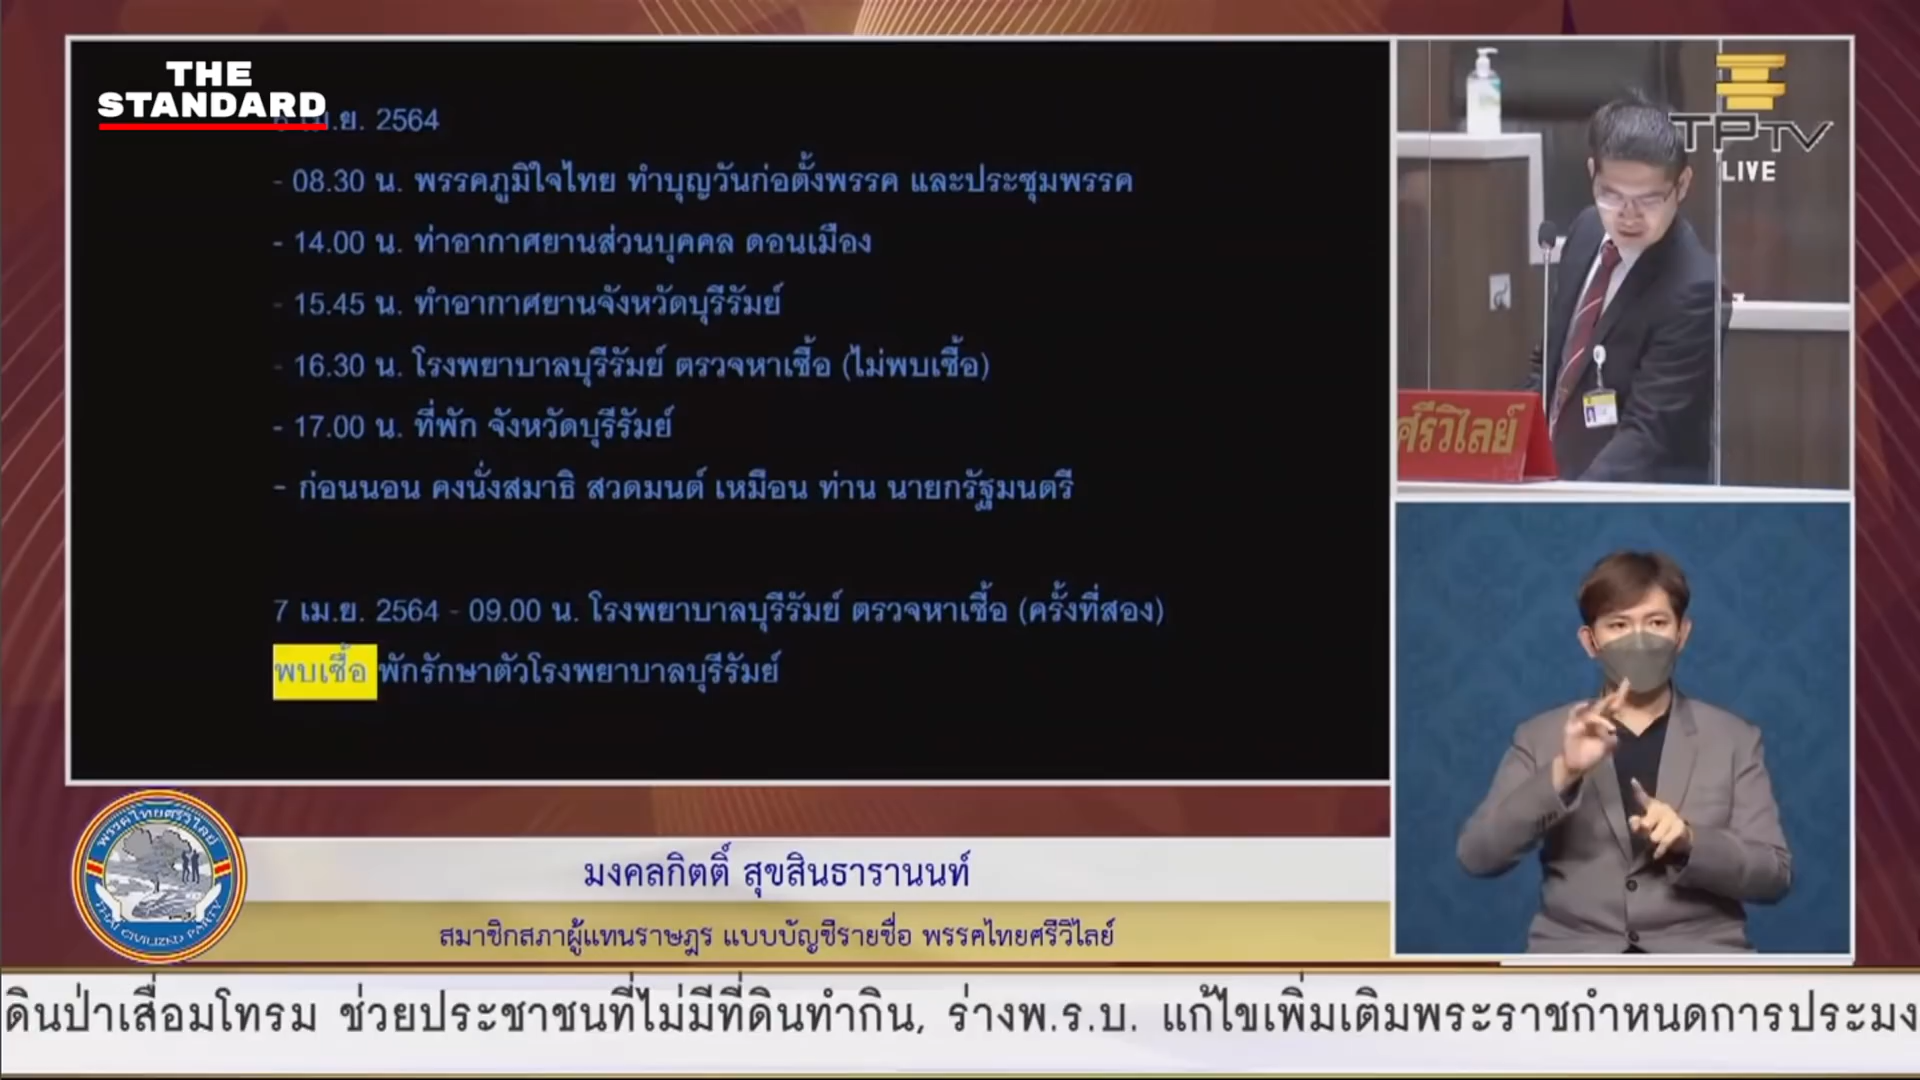 THE
STANDARD
6 เม.ย. 2564
- 08.30 น. พรรคภูมิใจไทย ทำบุญวันก่อตั้งพรรค และประชุมพรรค
- 14.00 น. ท่าอากาศยานส่วนบุคคล ดอนเมือง
- 15.45 น. ทำอากาศยานจังหวัดบุรีรัมย์
- 16.30 น. โรงพยาบาลบุรีรัมย์ ตรวจหาเชื้อ (ไม่พบเชื้อ)
- 17.00 น. ที่พัก จังหวัดบุรีรัมย์
- ก่อนนอน คงนั่งสมาธิ สวดมนต์ เหมือน ท่าน นายกรัฐมนตรี
7 เม.ย. 2564 - 09.00 น. โรงพยาบาลบุรีรัมย์ ตรวจหาเชื้อ (ครั้งที่สอง)
พบเชื้อ พักรักษาตัวโรงพยาบาลบุรีรัมย์
TPTV
LIVE
ศรีวิไลย์
พรรคไทยศรีวิไลย์
THAI CIVILIZED PARTY
มงคลกิตติ์ สุขสินธารานนท์
สมาชิกสภาผู้แทนราษฎร แบบบัญชีรายชื่อ พรรคไทยศรีวิไลย์
ดินป่าเสื่อมโทรม ช่วยประชาชนที่ไม่มีที่ดินทำกิน, ร่างพ.ร.บ. แก้ไขเพิ่มเติมพระราชกำหนดการประมง